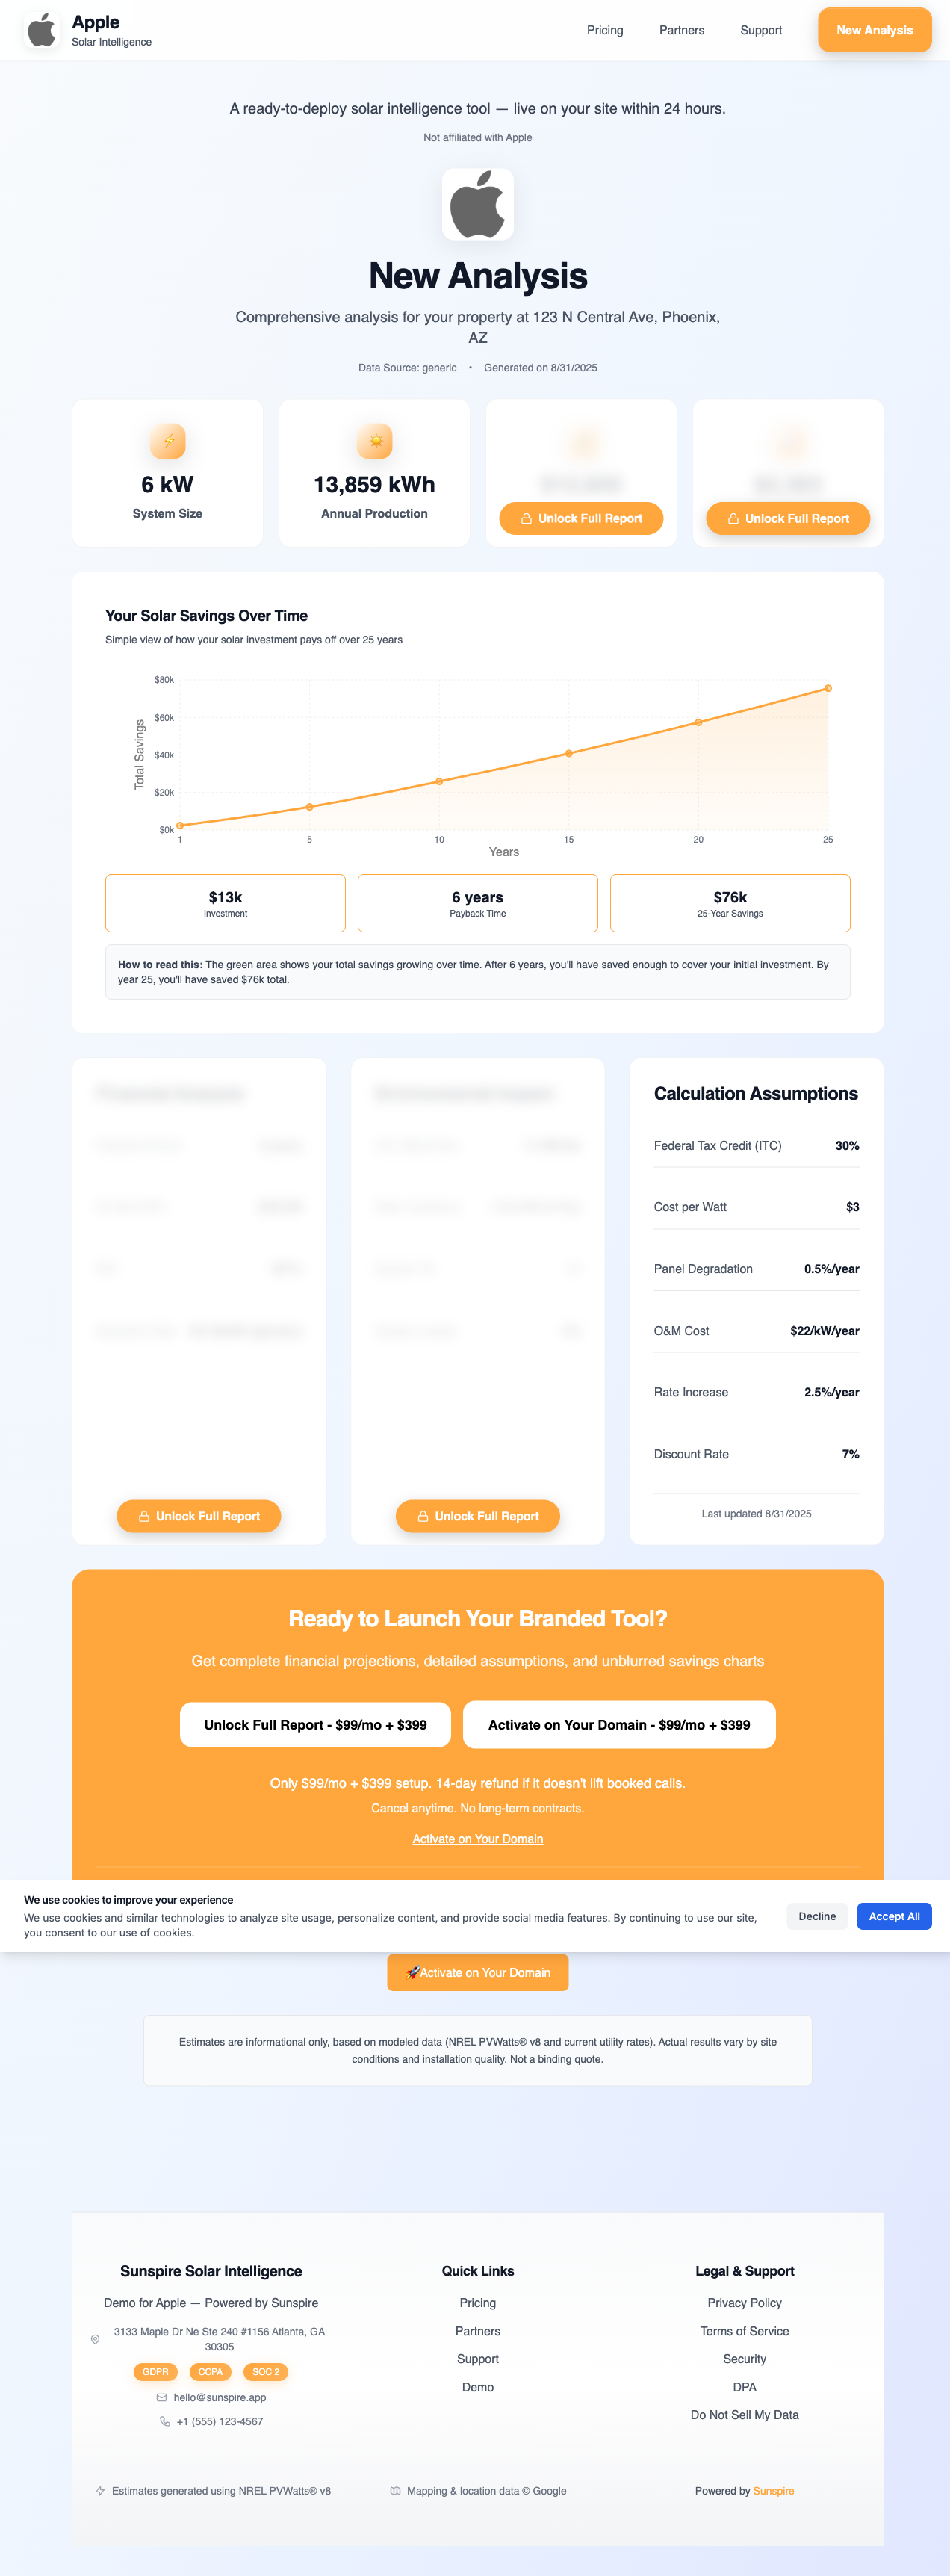 Apple
Solar Intelligence
Pricing
Partners
Support
New Analysis
A ready-to-deploy solar intelligence tool — live on your site within 24 hours.
Not affiliated with Apple
New Analysis
Comprehensive analysis for your property at 123 N Central Ave, Phoenix,
AZ
Data Source: generic • Generated on 8/31/2025
6 kW
System Size
13,859 kWh
Annual Production
Unlock Full Report
Unlock Full Report
Your Solar Savings Over Time
Simple view of how your solar investment pays off over 25 years
Total Savings
$80k
$60k
$40k
$20k
$0k
1
5
10
15
20
25
Years
$13k
Investment
6 years
Payback Time
$76k
25-Year Savings
How to read this: The green area shows your total savings growing over time. After 6 years, you'll have saved enough to cover your initial investment. By
year 25, you'll have saved $76k total.
Unlock Full Report
Unlock Full Report
Calculation Assumptions
Federal Tax Credit (ITC) 30%
Cost per Watt $3
Panel Degradation 0.5%/year
O&M Cost $22/kW/year
Rate Increase 2.5%/year
Discount Rate 7%
Last updated 8/31/2025
Ready to Launch Your Branded Tool?
Get complete financial projections, detailed assumptions, and unblurred savings charts
Unlock Full Report - $99/mo + $399
Activate on Your Domain - $99/mo + $399
Only $99/mo + $399 setup. 14-day refund if it doesn't lift booked calls.
Cancel anytime. No long-term contracts.
Activate on Your Domain
We use cookies to improve your experience
We use cookies and similar technologies to analyze site usage, personalize content, and provide social media features. By continuing to use our site,
you consent to our use of cookies.
Decline
Accept All
🚀Activate on Your Domain
Estimates are informational only, based on modeled data (NREL PVWatts® v8 and current utility rates). Actual results vary by site
conditions and installation quality. Not a binding quote.
Sunspire Solar Intelligence
Demo for Apple — Powered by Sunspire
3133 Maple Dr Ne Ste 240 #1156 Atlanta, GA
30305
GDPR
CCPA
SOC 2
hello@sunspire.app
+1 (555) 123-4567
Quick Links
Pricing
Partners
Support
Demo
Legal & Support
Privacy Policy
Terms of Service
Security
DPA
Do Not Sell My Data
Estimates generated using NREL PVWatts® v8
Mapping & location data © Google
Powered by Sunspire